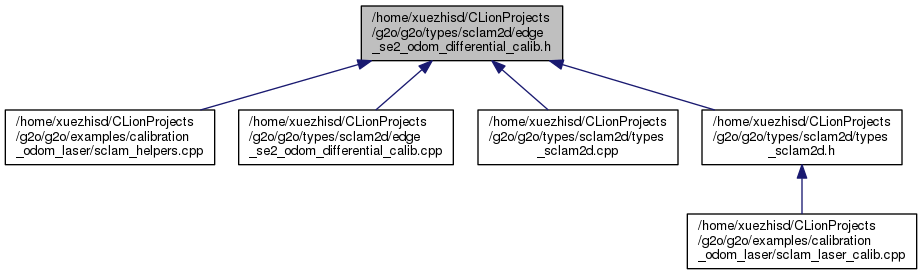 /home/xuezhisd/CLionProjects
/g2o/g2o/types/sclam2d/edge
_se2_odom_differential_calib.h
/home/xuezhisd/CLionProjects
/g2o/g2o/examples/calibration
_odom_laser/sclam_helpers.cpp
/home/xuezhisd/CLionProjects
/g2o/g2o/types/sclam2d/edge
_se2_odom_differential_calib.cpp
/home/xuezhisd/CLionProjects
/g2o/g2o/types/sclam2d/types
_sclam2d.cpp
/home/xuezhisd/CLionProjects
/g2o/g2o/types/sclam2d/types
_sclam2d.h
/home/xuezhisd/CLionProjects
/g2o/g2o/examples/calibration
_odom_laser/sclam_laser_calib.cpp